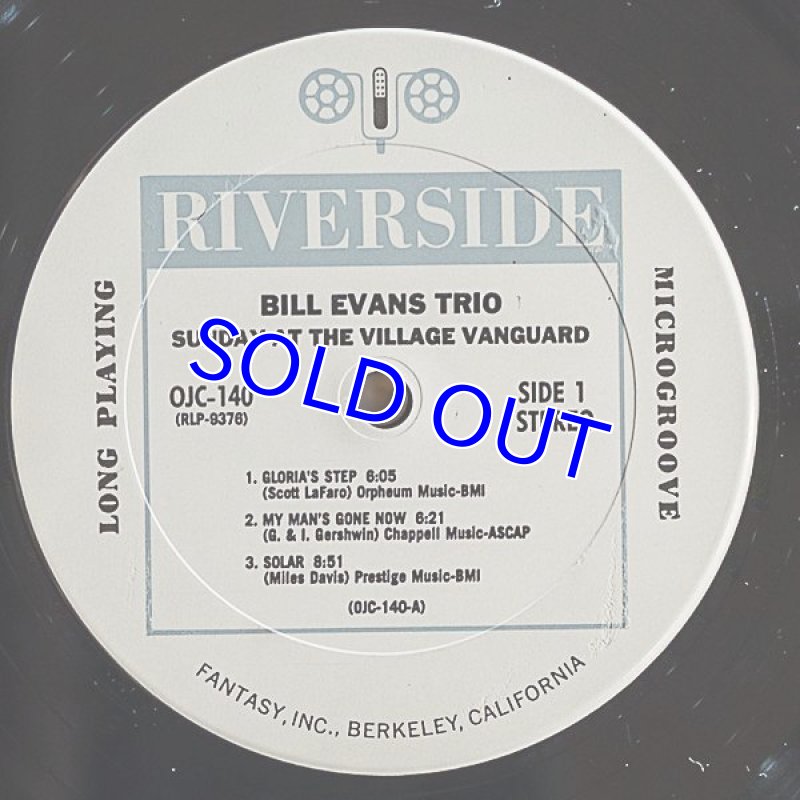 RIVERSIDE
BILL EVANS TRIO
SUNDAY AT THE VILLAGE VANGUARD
LONG PLAYING
MICROGROOVE
OJC-140
(RLP-9376)
SIDE 1
STEREO
SOLD OUT
1. GLORIA'S STEP 6:05
(Scott LaFaro) Orpheum Music-BMI
2. MY MAN'S GONE NOW 6:21
(G. & I. Gershwin) Chappell Music-ASCAP
3. SOLAR 8:51
(Miles Davis) Prestige Music-BMI
(OJC-140-A)
FANTASY, INC., BERKELEY, CALIFORNIA